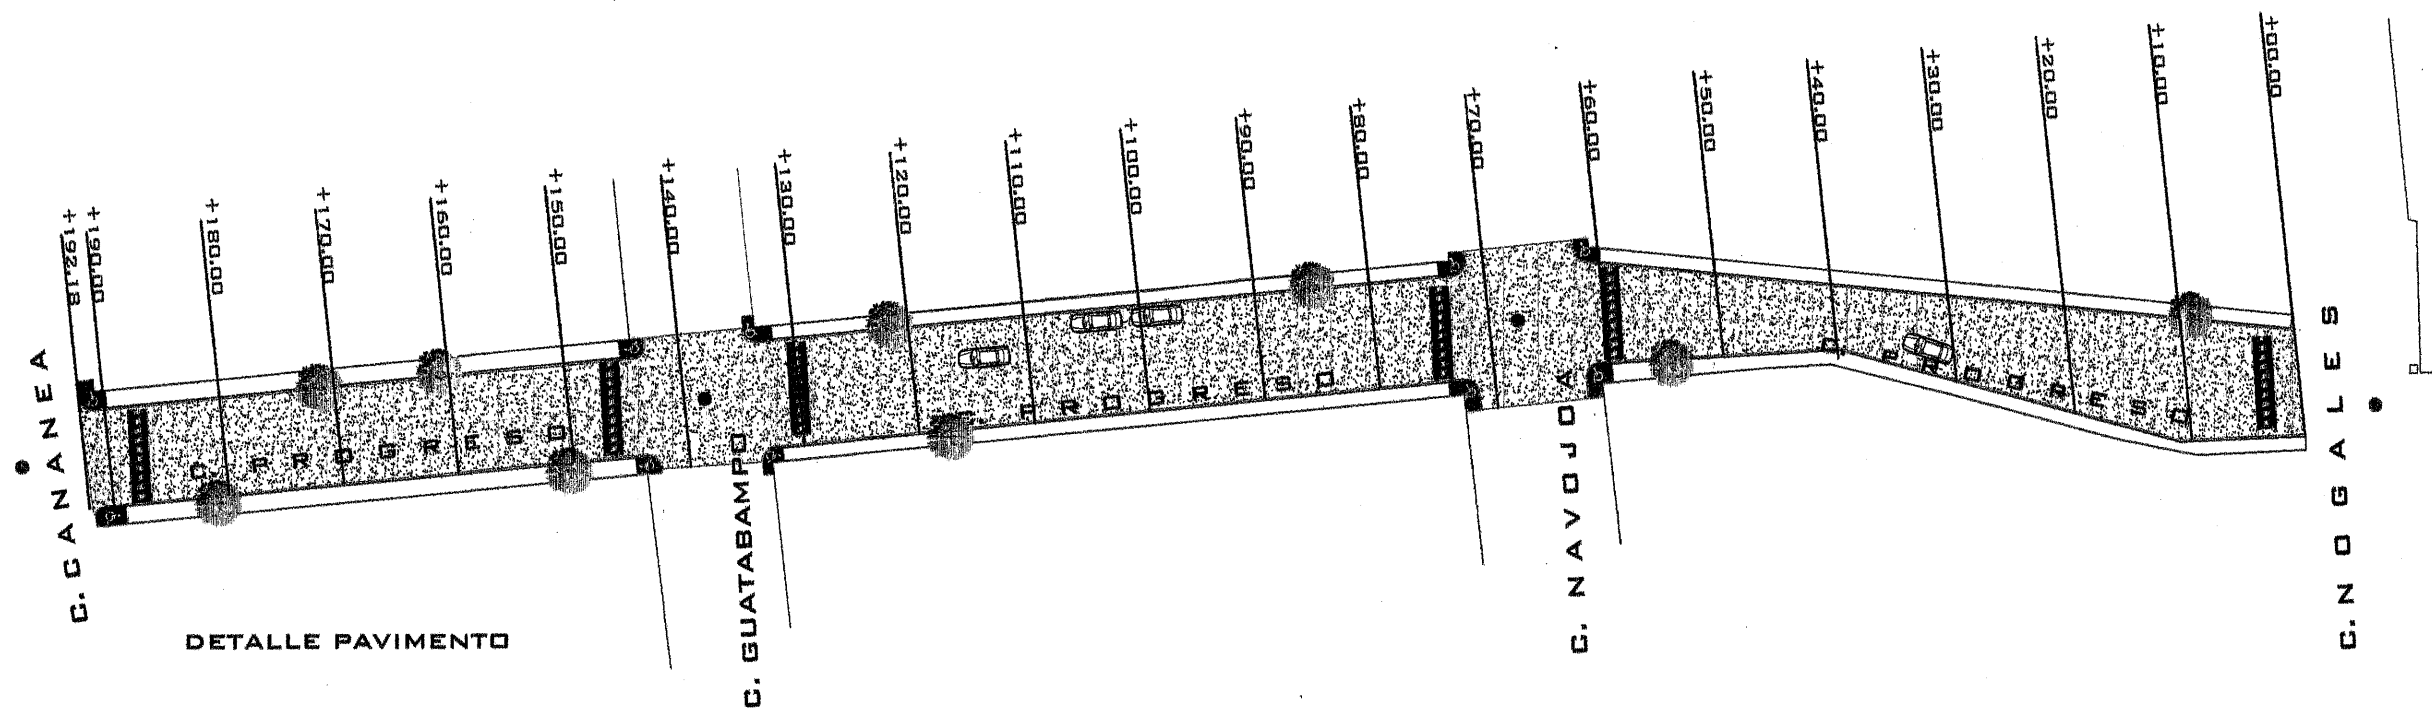 +192.18
+190.00
+180.00
+170.00
+160.00
+150.00
+140.00
+130.00
+120.00
+110.00
+100.00
+90.00
+80.00
+70.00
+60.00
+50.00
+40.00
+30.00
+20.00
+10.00
+00.00
C. PROGRESO
PROGRESO
C. PROGRESO
C. CANANEA
C. GUATABAMPO
C. NAVOJOA
C. NOGALES
DETALLE PAVIMENTO